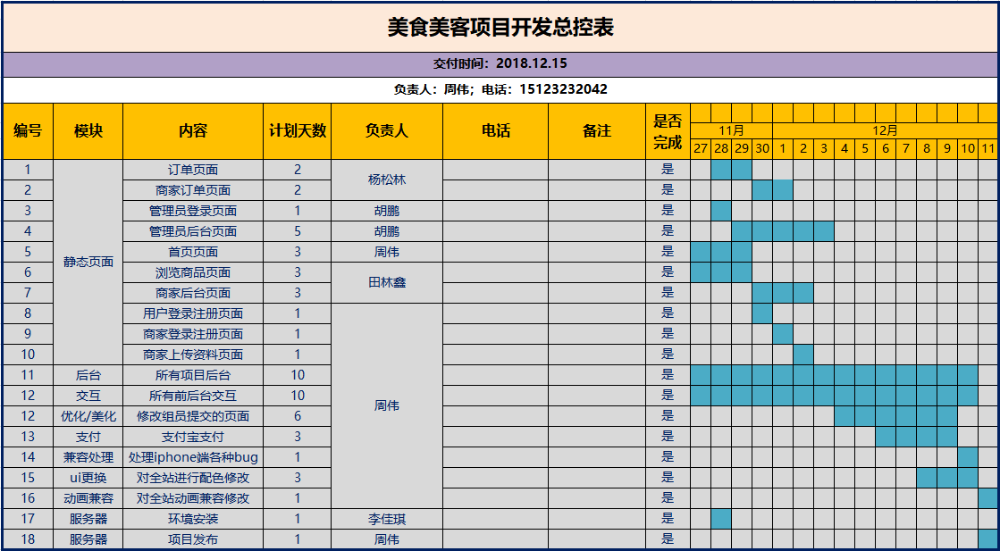 美食美客项目开发总控表
交付时间：2018.12.15
负责人：周伟；电话：15123232042
编号 模块 内容 计划天数 负责人 电话 备注 是否完成 11月 12月
27 28 29 30 1 2 3 4 5 6 7 8 9 10 11
1 静态页面 订单页面 2 杨松林 是
2 商家订单页面 2 是
3 管理员登录页面 1 胡鹏 是
4 管理员后台页面 5 胡鹏 是
5 首页页面 3 周伟 是
6 浏览商品页面 3 田林鑫 是
7 商家后台页面 3 是
8 用户登录注册页面 1 周伟 是
9 商家登录注册页面 1 是
10 商家上传资料页面 1 是
11 后台 所有项目后台 10 是
12 交互 所有前后台交互 10 是
12 优化/美化 修改组员提交的页面 6 是
13 支付 支付宝支付 3 是
14 兼容处理 处理iphone端各种bug 1 是
15 ui更换 对全站进行配色修改 3 是
16 动画兼容 对全站动画兼容修改 1 是
17 服务器 环境安装 1 李佳琪 是
18 服务器 项目发布 1 周伟 是